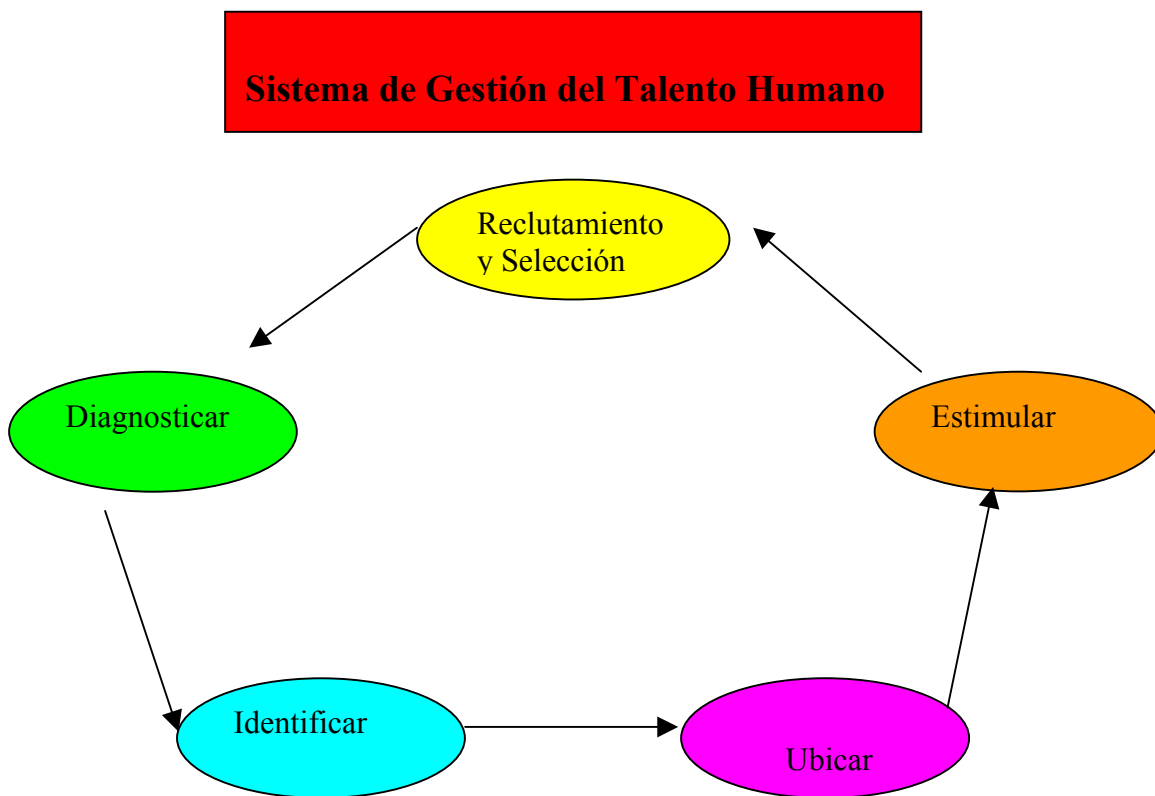 Sistema de Gestión del Talento Humano
Reclutamiento
y Selección
Diagnosticar
Estimular
Identificar
Ubicar